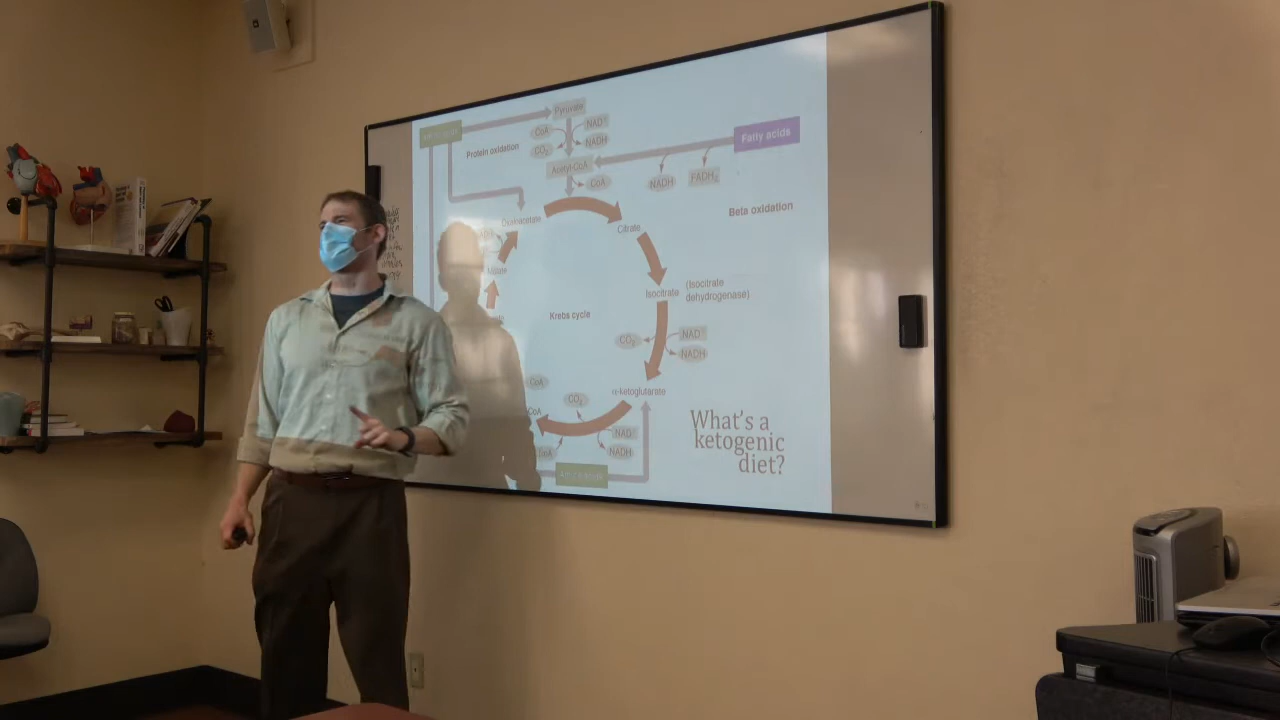 Pyruvate
CoA
NAD⁺
CO₂
NADH
Protein oxidation
Fatty acids
Acetyl-CoA
CoA
NADH
FADH₂
Oxaloacetate
Citrate
Beta oxidation
Malate
Isocitrate
(Isocitrate
dehydrogenase)
Krebs cycle
CO₂
NAD⁺
NADH
CoA
α-ketoglutarate
CO₂
CoA
NAD⁺
CoA
NADH
What's a
ketogenic
diet?